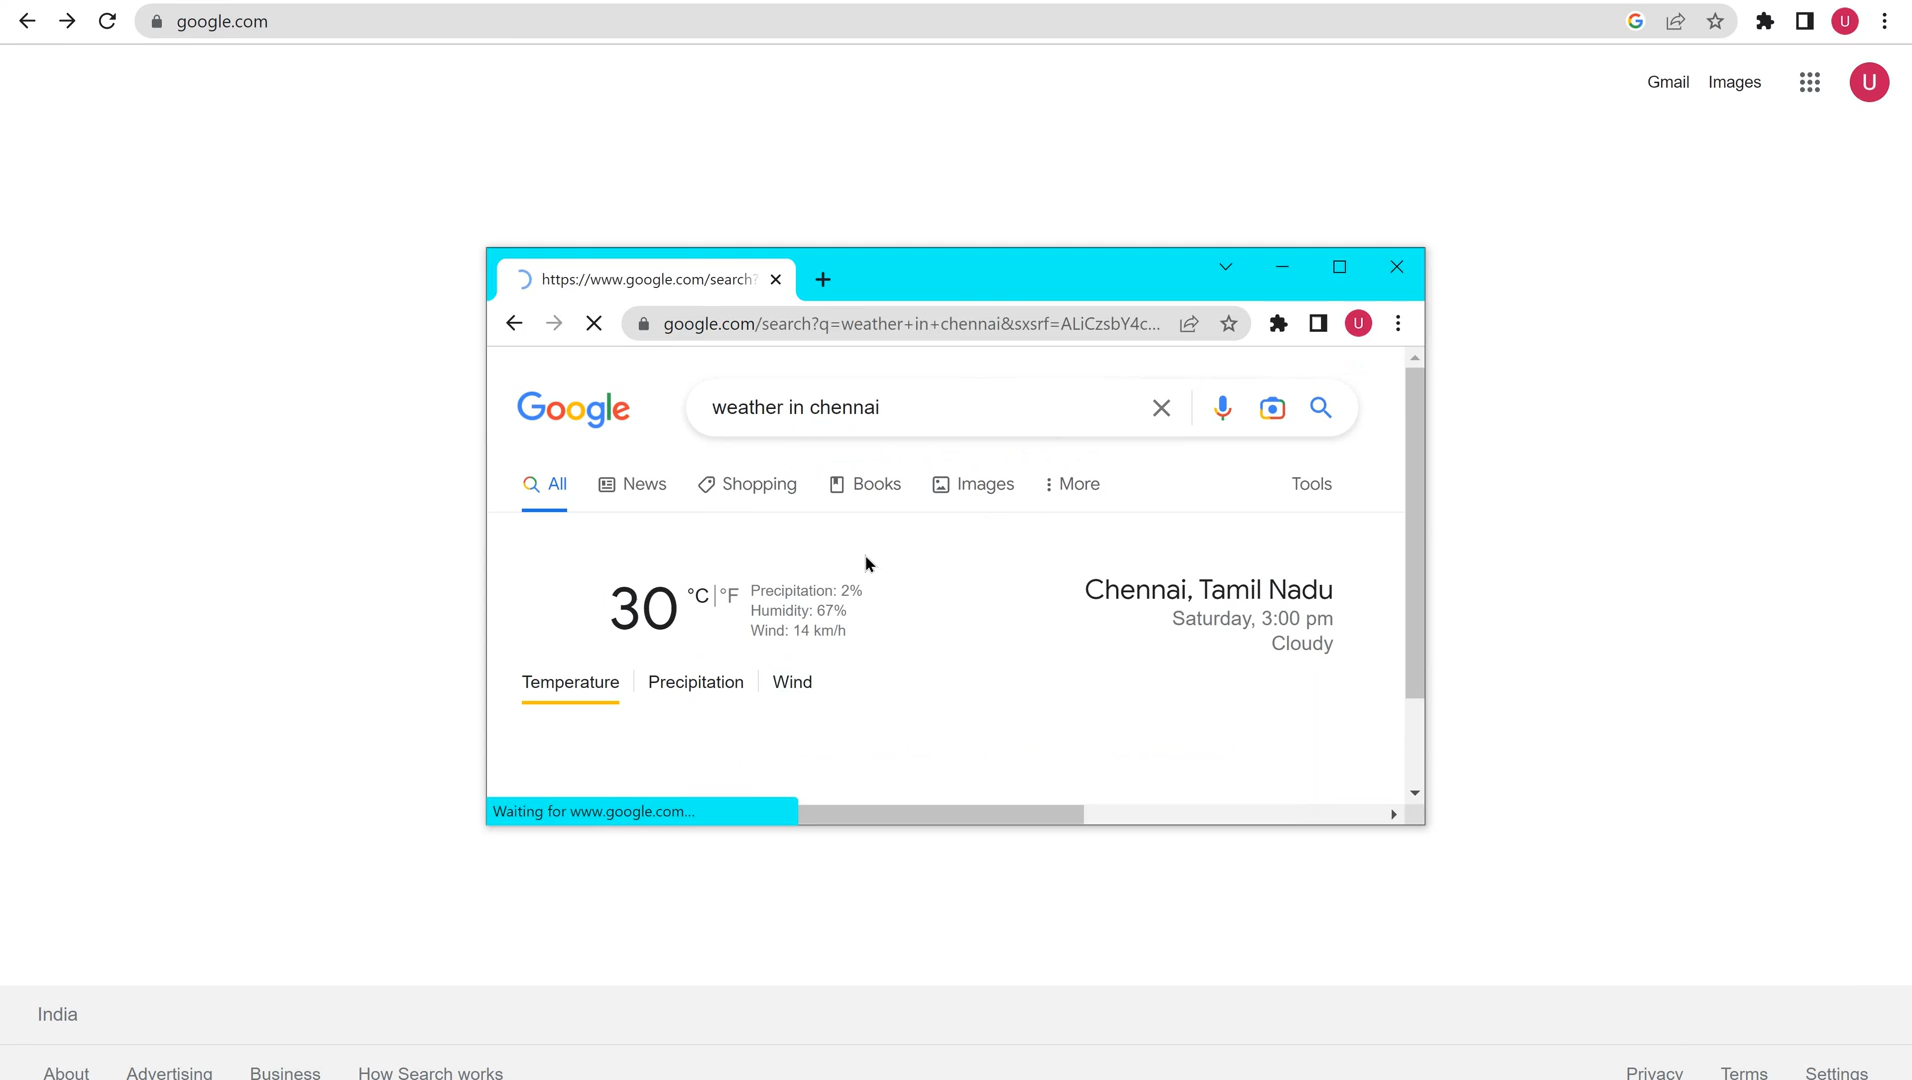 google.com
Gmail Images
U
U
https://www.google.com/search?
google.com/search?q=weather+in+chennai&sxsrf=ALiCzsbY4c...
U
Google
weather in chennai
All News Shopping Books Images More Tools
30 °C | °F
Precipitation: 2%
Humidity: 67%
Wind: 14 km/h
Chennai, Tamil Nadu
Saturday, 3:00 pm
Cloudy
Temperature Precipitation Wind
Waiting for www.google.com...
India
About Advertising Business How Search works Privacy Terms Settings